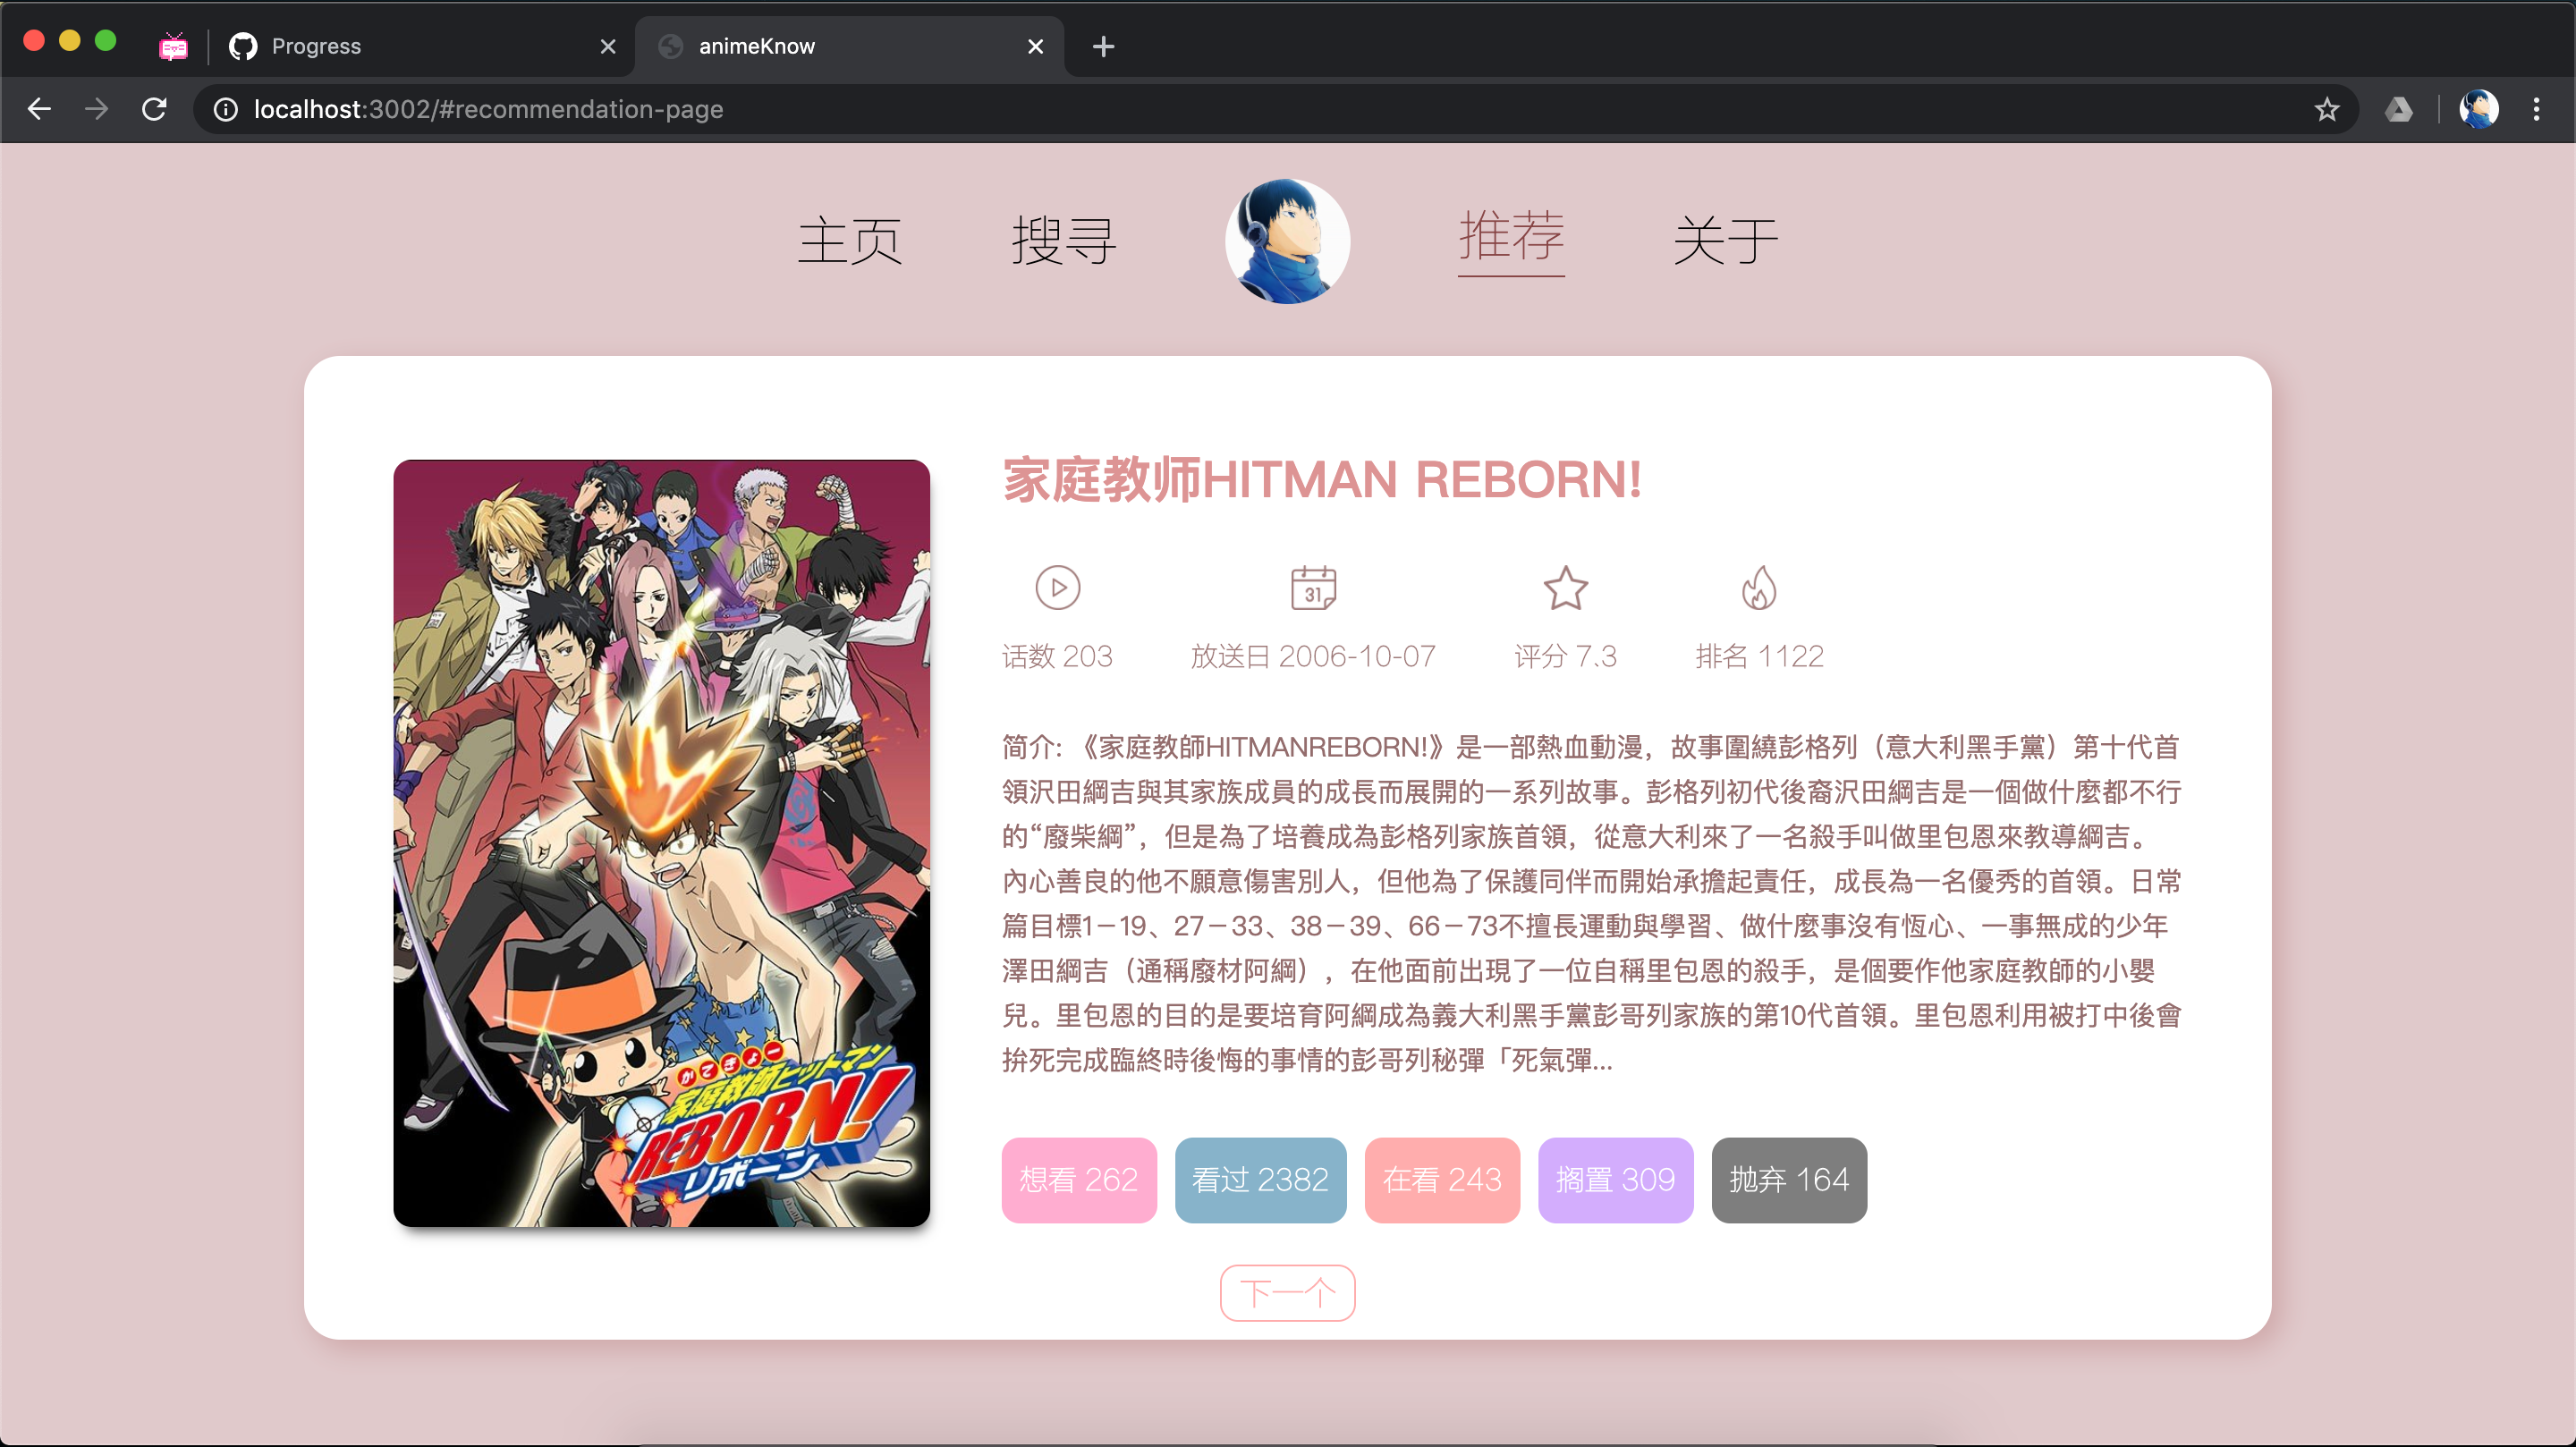 Progress
animeKnow
localhost:3002/#recommendation-page
主页
搜寻
推荐
关于
家庭教师HITMAN REBORN!
31
话数 203
放送日 2006-10-07
评分 7.3
排名 1122
简介: 《家庭教師HITMANREBORN!》是一部熱血動漫，故事圍繞彭格列（意大利黑手黨）第十代首
領沢田綱吉與其家族成員的成長而展開的一系列故事。彭格列初代後裔沢田綱吉是一個做什麼都不行
的“廢柴綱”，但是為了培養成為彭格列家族首領，從意大利來了一名殺手叫做里包恩來教導綱吉。
內心善良的他不願意傷害別人，但他為了保護同伴而開始承擔起責任，成長為一名優秀的首領。日常
篇目標1－19、27－33、38－39、66－73不擅長運動與學習、做什麼事沒有恆心、一事無成的少年
澤田綱吉（通稱廢材阿綱），在他面前出現了一位自稱里包恩的殺手，是個要作他家庭教師的小嬰
兒。里包恩的目的是要培育阿綱成為義大利黑手黨彭哥列家族的第10代首領。里包恩利用被打中後會
拚死完成臨終時後悔的事情的彭哥列秘彈「死氣彈...
かてきょー
家庭教師ヒットマン
REBORN!
リボーン
想看 262
看过 2382
在看 243
搁置 309
抛弃 164
下一个